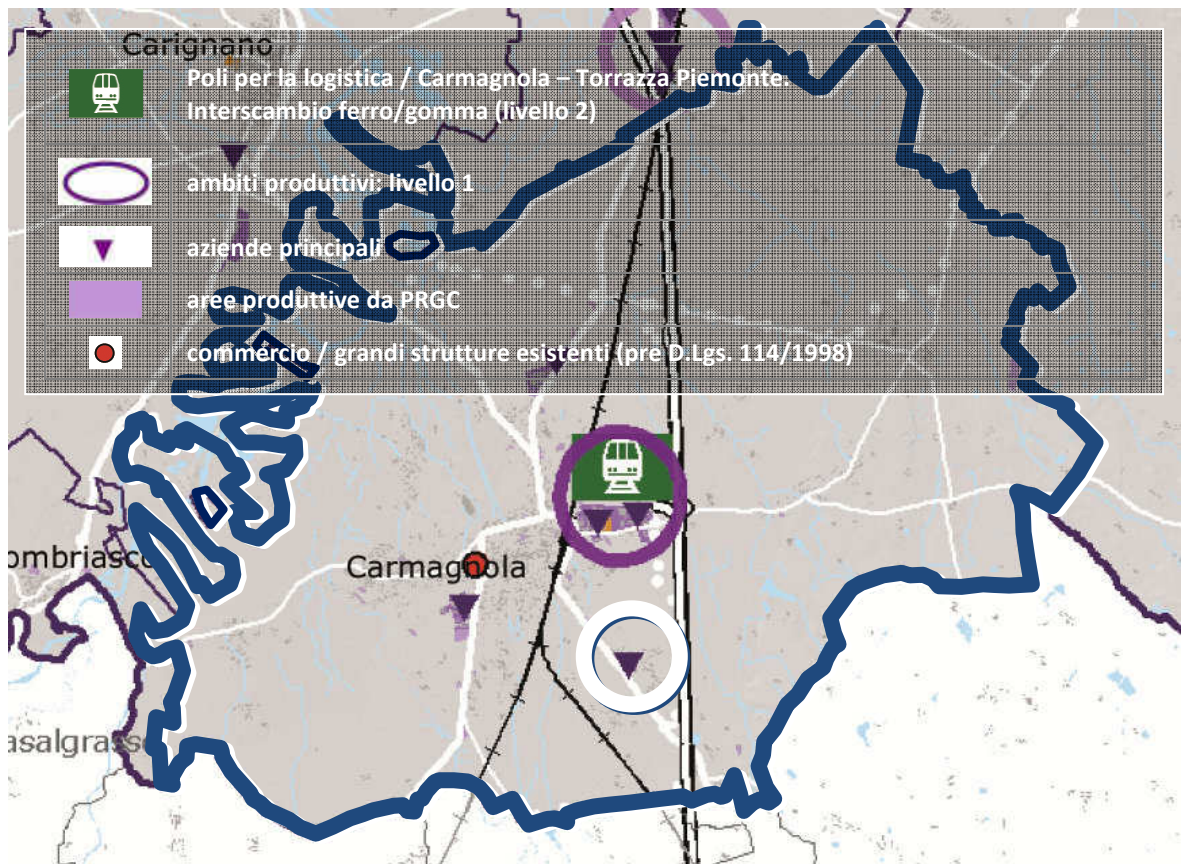 Carignano
Poli per la logistica / Carmagnola – Torrazza Piemonte:
Interscambio ferro/gomma (livello 2)
ambiti produttivi: livello 1
aziende principali
aree produttive da PRGC
commercio / grandi strutture esistenti (pre D.Lgs. 114/1998)
ombriasco
Carmagnola
asalgrasso